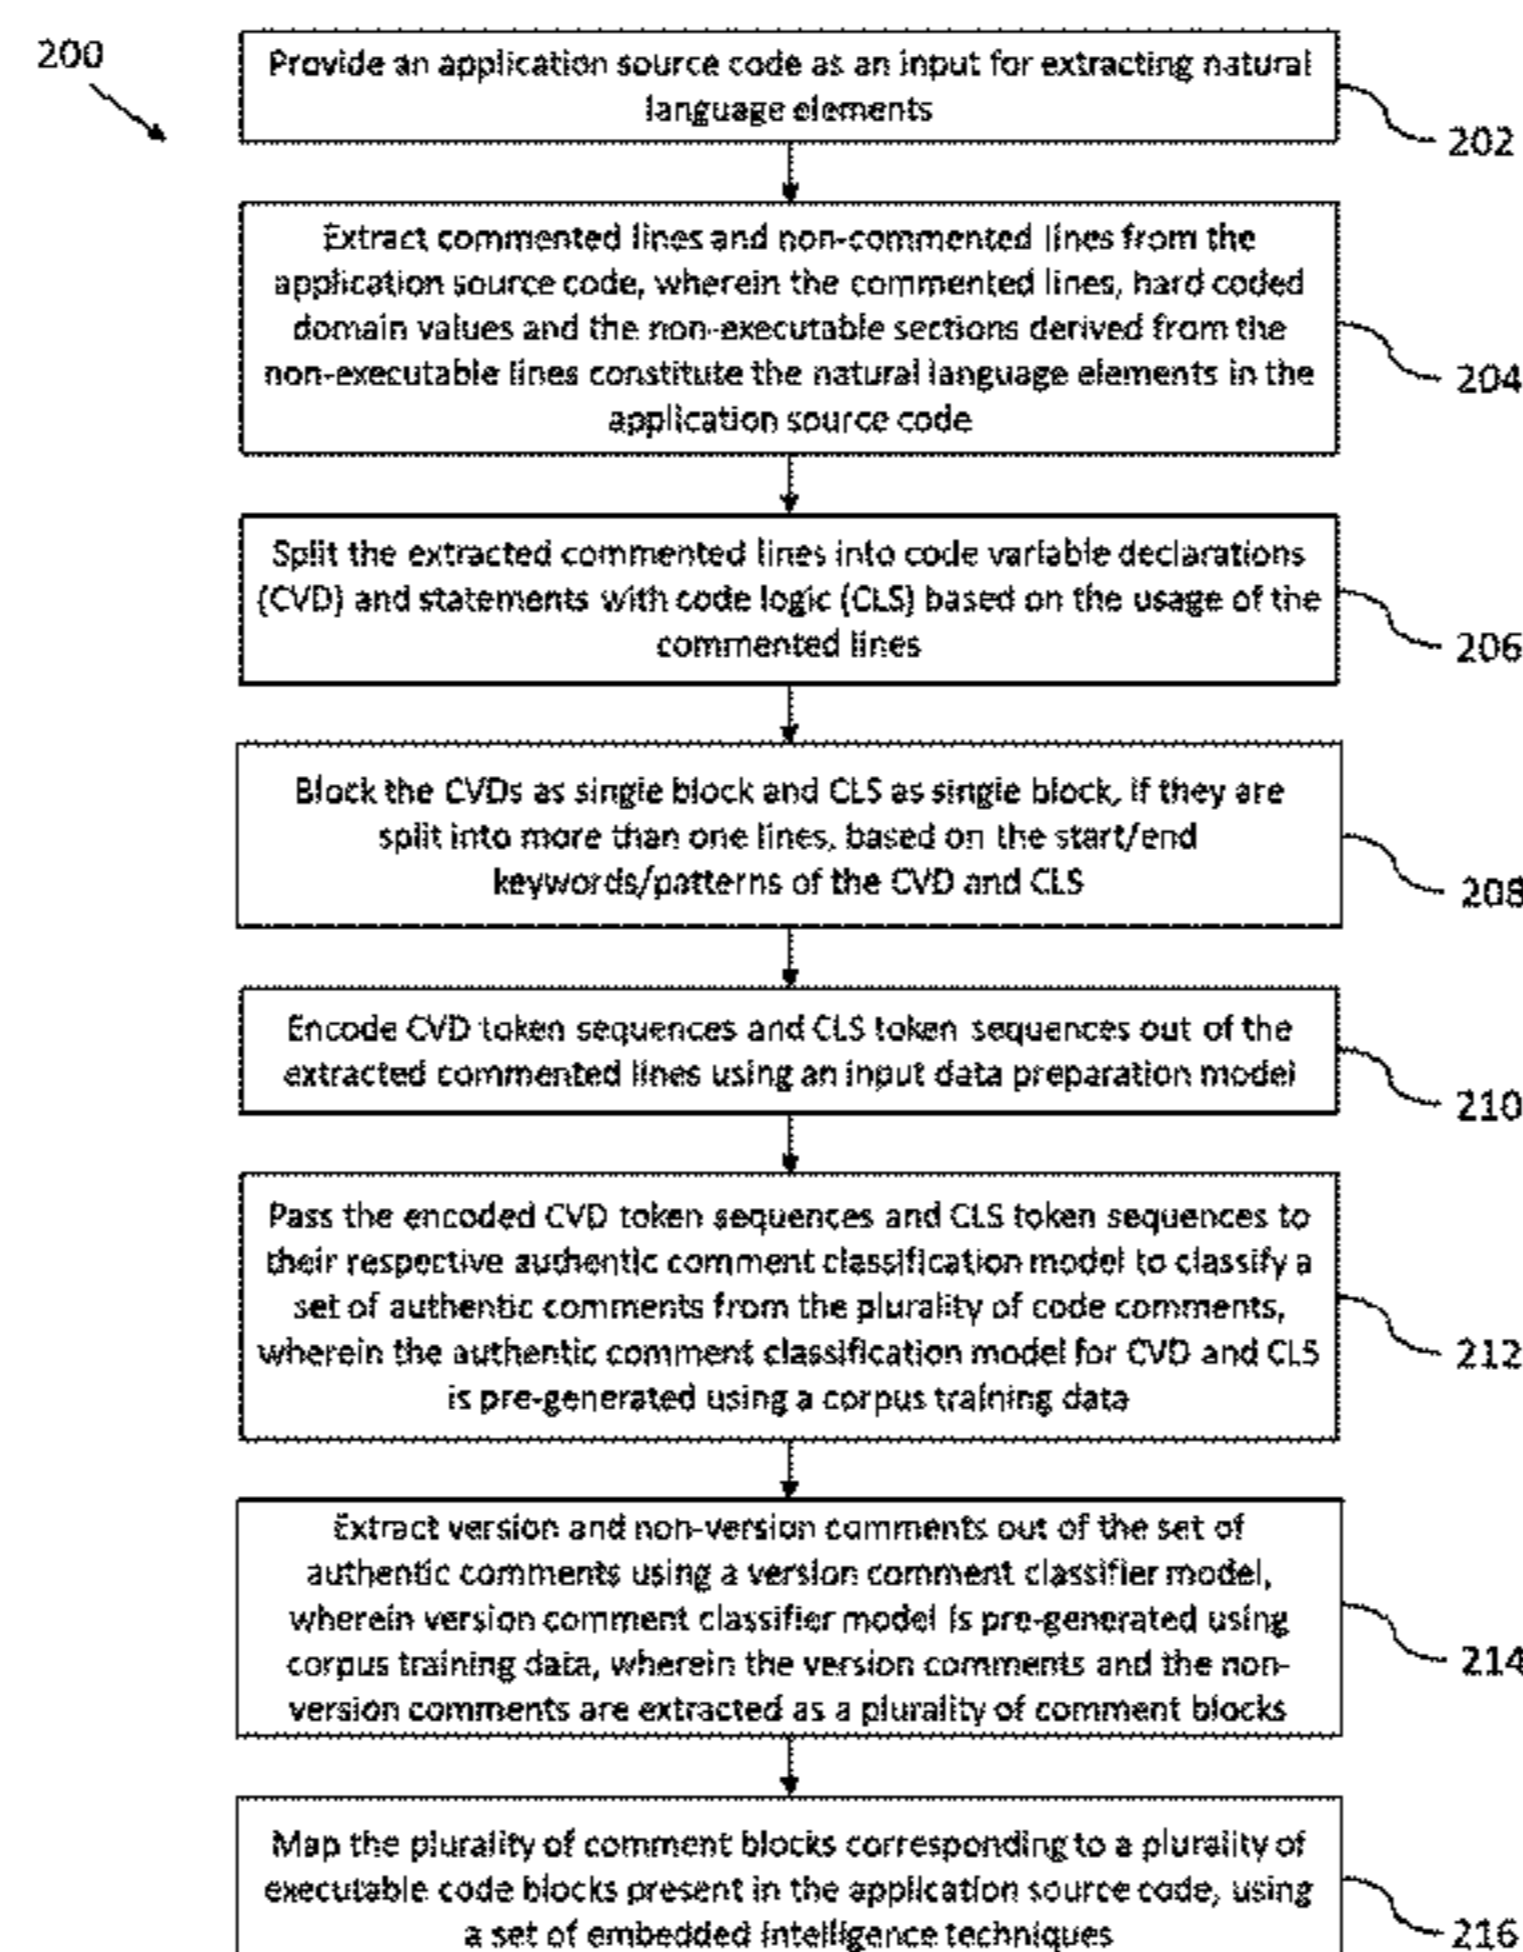 200
Provide an application source code as an input for extracting natural
language elements
202
Extract commented lines and non-commented lines from the
application source code, wherein the commented lines, hard coded
domain values and the non-executable sections derived from the
non-executable lines constitute the natural language elements in the
application source code
204
Split the extracted commented lines into code variable declarations
(CVD) and statements with code logic (CLS) based on the usage of the
commented lines
206
Block the CVDs as single block and CLS as single block, if they are
split into more than one lines, based on the start/end
keywords/patterns of the CVD and CLS
208
Encode CVD token sequences and CLS token sequences out of the
extracted commented lines using an input data preparation model
210
Pass the encoded CVD token sequences and CLS token sequences to
their respective authentic comment classification model to classify a
set of authentic comments from the plurality of code comments,
wherein the authentic comment classification model for CVD and CLS
is pre-generated using a corpus training data
212
Extract version and non-version comments out of the set of
authentic comments using a version comment classifier model,
wherein version comment classifier model is pre-generated using
corpus training data, wherein the version comments and the non-
version comments are extracted as a plurality of comment blocks
214
Map the plurality of comment blocks corresponding to a plurality of
executable code blocks present in the application source code, using
a set of embedded intelligence techniques
216